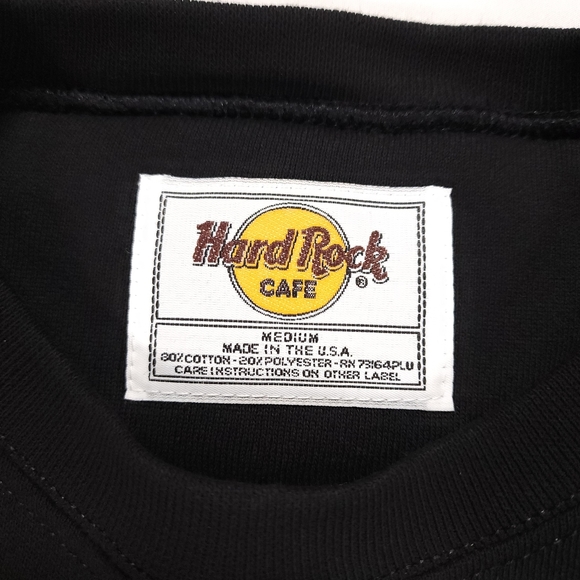 Hard Rock
CAFE
®
MEDIUM
MADE IN THE U.S.A.
80% COTTON - 20% POLYESTER - RN 73164PLU
CARE INSTRUCTIONS ON OTHER LABEL